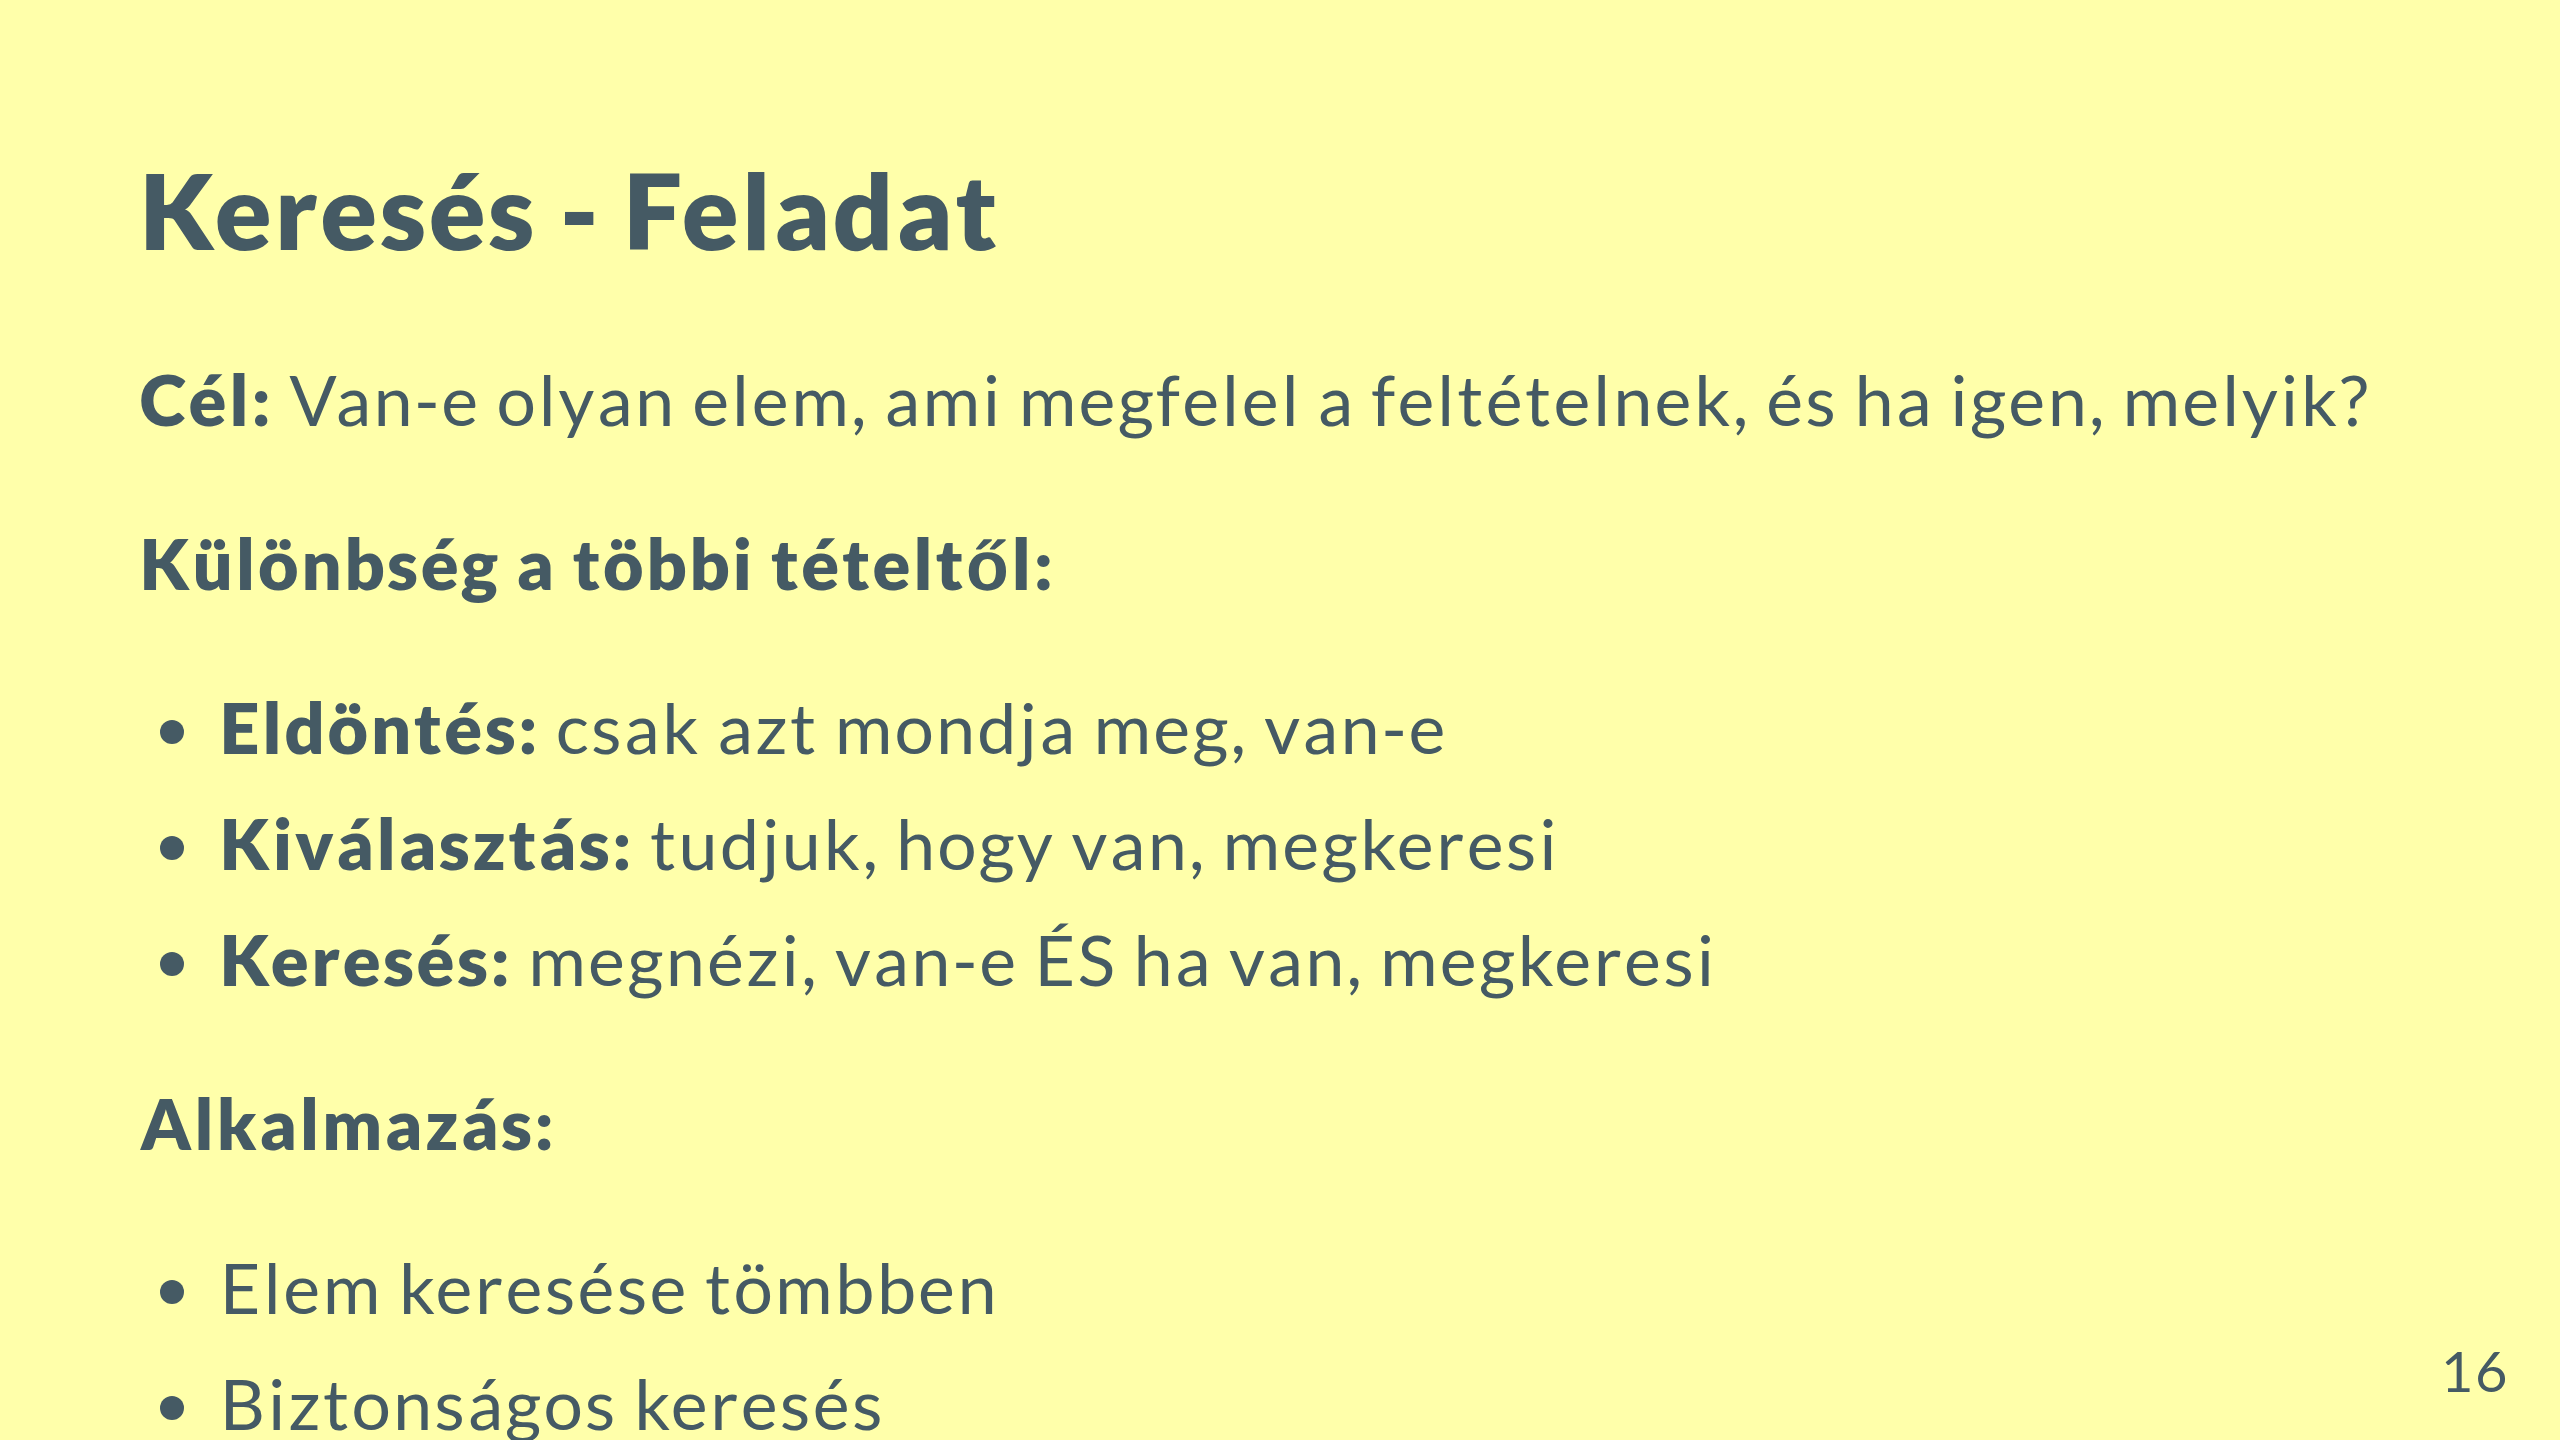 Keresés - Feladat
Cél: Van-e olyan elem, ami megfelel a feltételnek, és ha igen, melyik?
Különbség a többi tételtől:
• Eldöntés: csak azt mondja meg, van-e
• Kiválasztás: tudjuk, hogy van, megkeresi
• Keresés: megnézi, van-e ÉS ha van, megkeresi
Alkalmazás:
• Elem keresése tömbben
• Biztonságos keresés
16